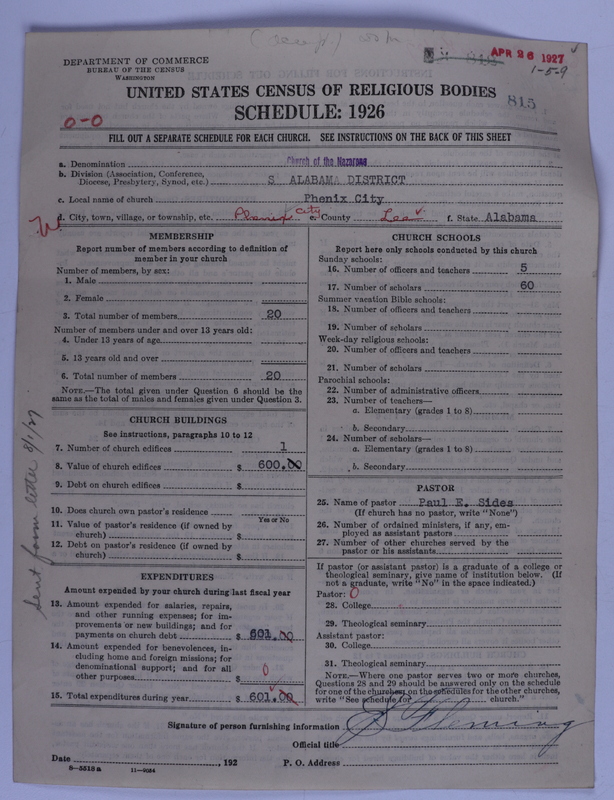 DEPARTMENT OF COMMERCE
BUREAU OF THE CENSUS
WASHINGTON
APR 26 1927
1-5-9
UNITED STATES CENSUS OF RELIGIOUS BODIES
815
SCHEDULE: 1926
0-0
FILL OUT A SEPARATE SCHEDULE FOR EACH CHURCH. SEE INSTRUCTIONS ON THE BACK OF THIS SHEET
a. Denomination Church of the Nazarene
b. Division (Association, Conference,
Diocese, Presbytery, Synod, etc.) S ALABAMA DISTRICT
c. Local name of church Phenix City
d. City, town, village, or township, etc. Phenix City e. County Lee f. State Alabama
MEMBERSHIP
Report number of members according to definition of
member in your church
Number of members, by sex:
1. Male
2. Female
3. Total number of members 20
Number of members under and over 13 years old:
4. Under 13 years of age
5. 13 years old and over
6. Total number of members 20
NOTE.—The total given under Question 6 should be the
same as the total of males and females given under Question 3.
CHURCH BUILDINGS
See instructions, paragraphs 10 to 12
7. Number of church edifices 1
8. Value of church edifices $ 600.00
9. Debt on church edifices $
10. Does church own pastor's residence
Yes or No
11. Value of pastor's residence (if owned by
church) $
12. Debt on pastor's residence (if owned by
church) $
EXPENDITURES
Amount expended by your church during last fiscal year
13. Amount expended for salaries, repairs,
and other running expenses; for im-
provements or new buildings; and for
payments on church debt $ 601.00
14. Amount expended for benevolences, in-
cluding home and foreign missions; for
denominational support; and for all
other purposes $ 0
15. Total expenditures during year $ 601.00
Sent form letter 8/1/27
CHURCH SCHOOLS
Report here only schools conducted by this church
Sunday schools:
16. Number of officers and teachers 5
17. Number of scholars 60
Summer vacation Bible schools:
18. Number of officers and teachers
19. Number of scholars
Week-day religious schools:
20. Number of officers and teachers
21. Number of scholars
Parochial schools:
22. Number of administrative officers
23. Number of teachers—
a. Elementary (grades 1 to 8)
b. Secondary
24. Number of scholars—
a. Elementary (grades 1 to 8)
b. Secondary
PASTOR
25. Name of pastor Paul E. Sides
(If church has no pastor, write "None")
26. Number of ordained ministers, if any, em-
ployed as assistant pastors
27. Number of other churches served by the
pastor or his assistants
If pastor (or assistant pastor) is a graduate of a college or
theological seminary, give name of institution below. (If
not a graduate, write "No" in the space indicated.)
Pastor: 0
28. College
29. Theological seminary
Assistant pastor:
30. College
31. Theological seminary
NOTE.—Where one pastor serves two or more churches,
Questions 28 and 29 should be answered only on the schedule
for one of the churches, on the schedules for the other churches,
write "See schedule for church."
Signature of person furnishing information Fleming
Official title
Date , 192 P. O. Address
8—5518 a 11—9034